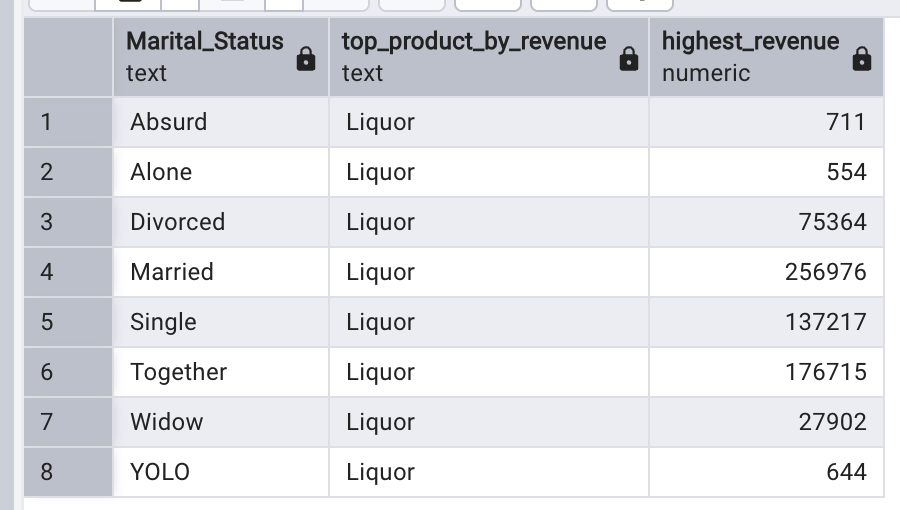 Marital_Status top_product_by_revenue highest_revenue
text text numeric
1 Absurd Liquor 711
2 Alone Liquor 554
3 Divorced Liquor 75364
4 Married Liquor 256976
5 Single Liquor 137217
6 Together Liquor 176715
7 Widow Liquor 27902
8 YOLO Liquor 644